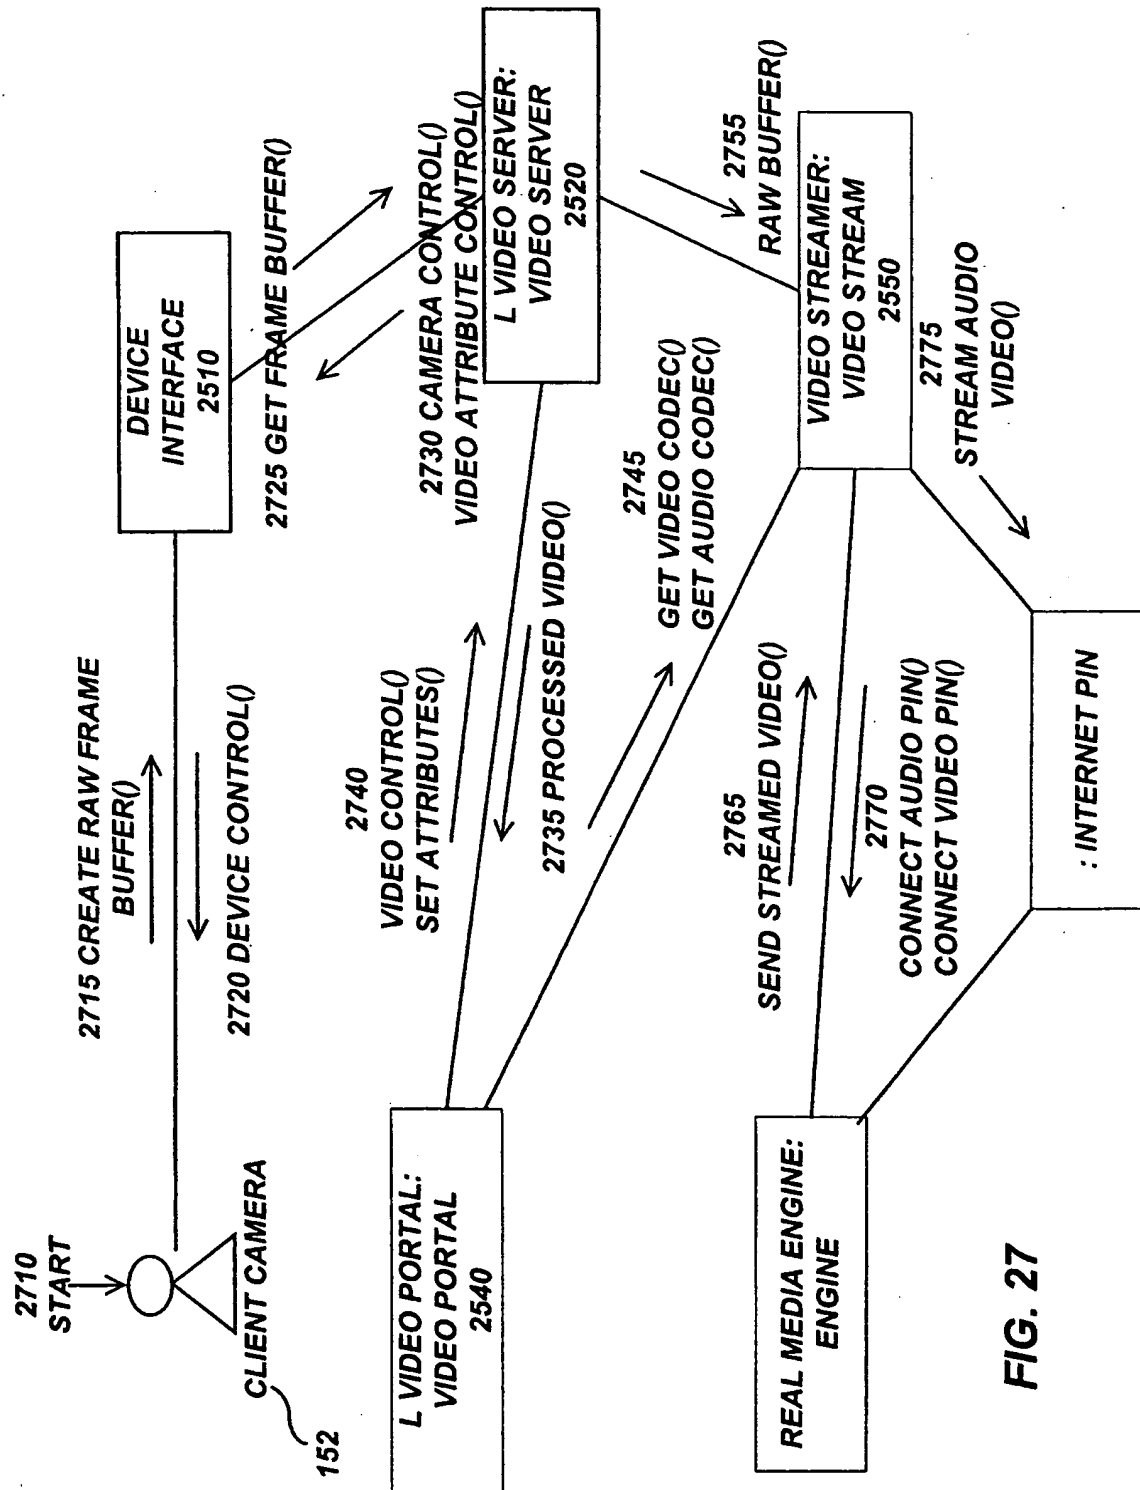 2710
START
CLIENT CAMERA
152
2715 CREATE RAW FRAME
BUFFER()
2720 DEVICE CONTROL()
DEVICE
INTERFACE
2510
2725 GET FRAME BUFFER()
2730 CAMERA CONTROL()
VIDEO ATTRIBUTE CONTROL()
L VIDEO SERVER:
VIDEO SERVER
2520
2740
VIDEO CONTROL()
SET ATTRIBUTES()
2735 PROCESSED VIDEO()
L VIDEO PORTAL:
VIDEO PORTAL
2540
2745
GET VIDEO CODEC()
GET AUDIO CODEC()
2755
RAW BUFFER()
VIDEO STREAMER:
VIDEO STREAM
2550
2765
SEND STREAMED VIDEO()
2770
CONNECT AUDIO PIN()
CONNECT VIDEO PIN()
2775
STREAM AUDIO
VIDEO()
REAL MEDIA ENGINE:
ENGINE
: INTERNET PIN
FIG. 27